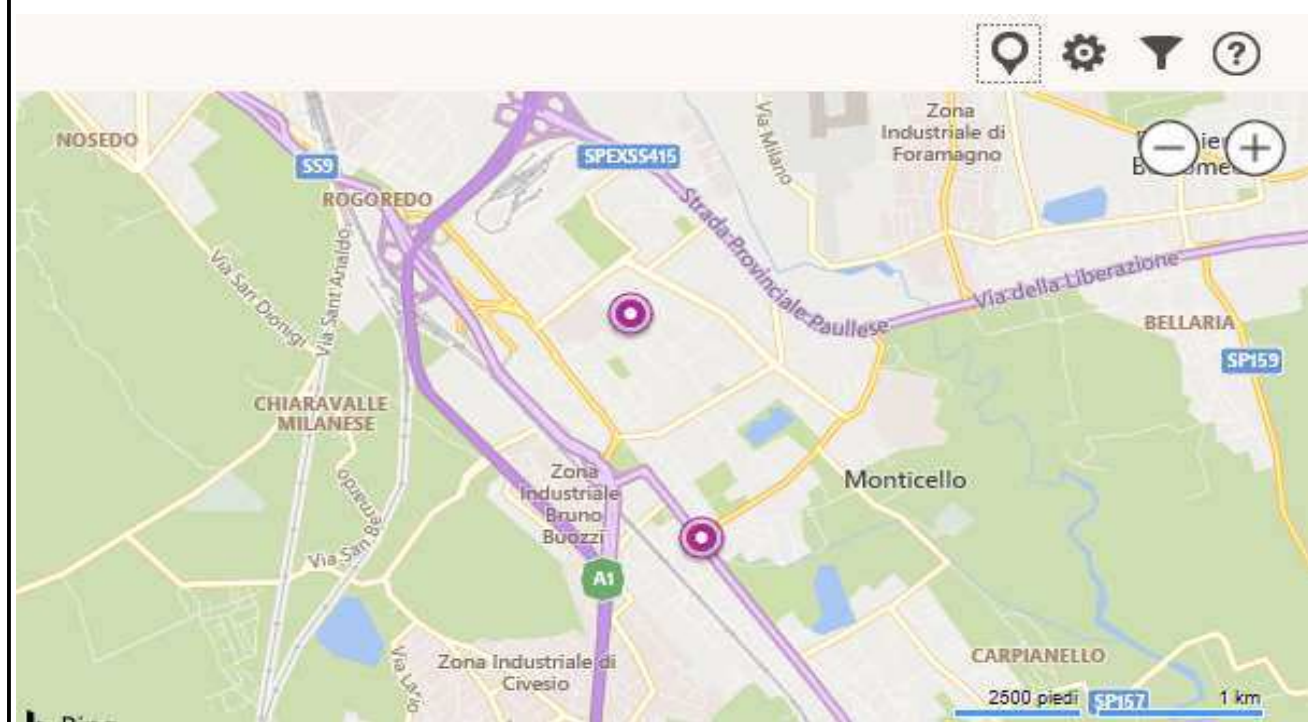 ?
NOSEDO
SS9
ROGOREDO
SPEXSS415
Via Milano
Zona
Industriale di
Foramagno
Strada Provinciale Paullese
Via della Liberazione
BELLARIA
SP159
Via San Dionigi
Via Sant'Arialdo
CHIARAVALLE
MILANESE
Via San Bernardo
Zona
Industriale
Bruno
Buozzi
Monticello
A1
Zona Industriale di
Civesio
CARPIANELLO
2500 piedi
SP157
1 km